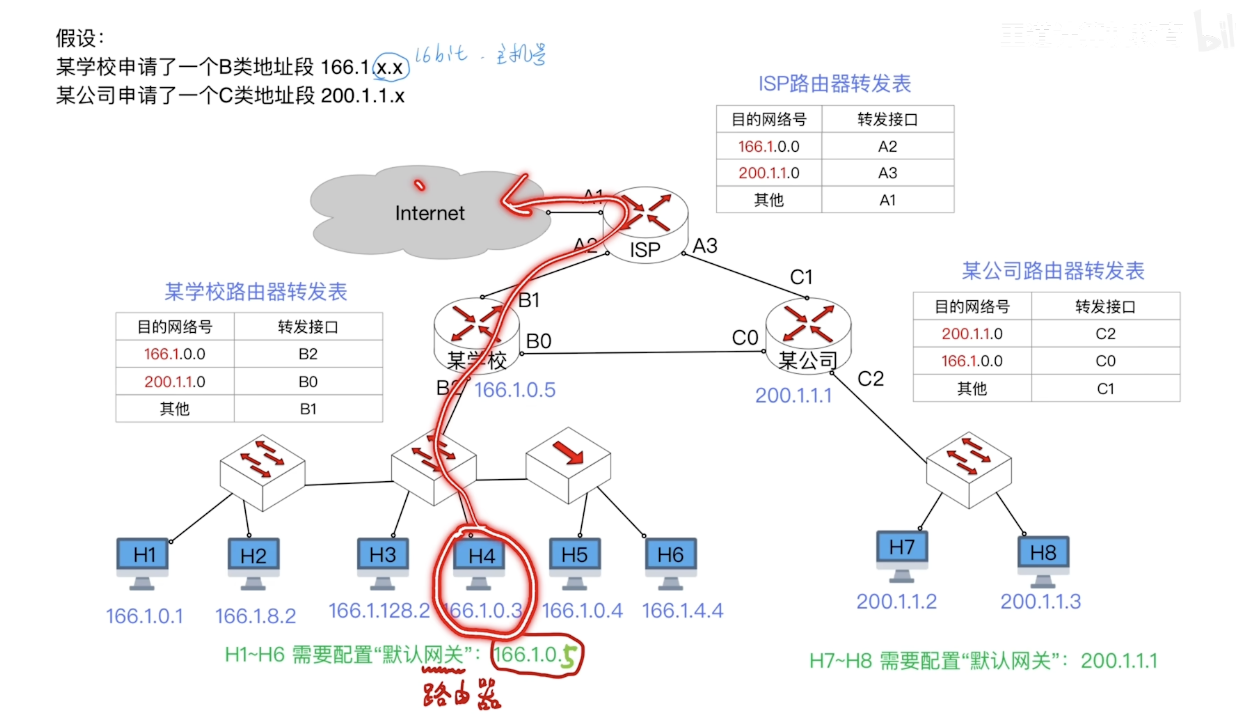 假设：
某学校申请了一个B类地址段 166.1.x.x
16bit . 主机号
某公司申请了一个C类地址段 200.1.1.x
bil
ISP路由器转发表
目的网络号 转发接口
166.1.0.0 A2
200.1.1.0 A3
其他 A1
Internet
A1
ISP
A2
A3
某学校路由器转发表
目的网络号 转发接口
166.1.0.0 B2
200.1.1.0 B0
其他 B1
B1
B0
某学校
B2
166.1.0.5
C1
C0
某公司
C2
200.1.1.1
某公司路由器转发表
目的网络号 转发接口
200.1.1.0 C2
166.1.0.0 C0
其他 C1
H1 H2 H3 H4 H5 H6 H7 H8
166.1.0.1 166.1.8.2 166.1.128.2 166.1.0.3 166.1.0.4 166.1.4.4 200.1.1.2 200.1.1.3
H1~H6 需要配置“默认网关”：166.1.0.5
路由器
H7~H8 需要配置“默认网关”：200.1.1.1